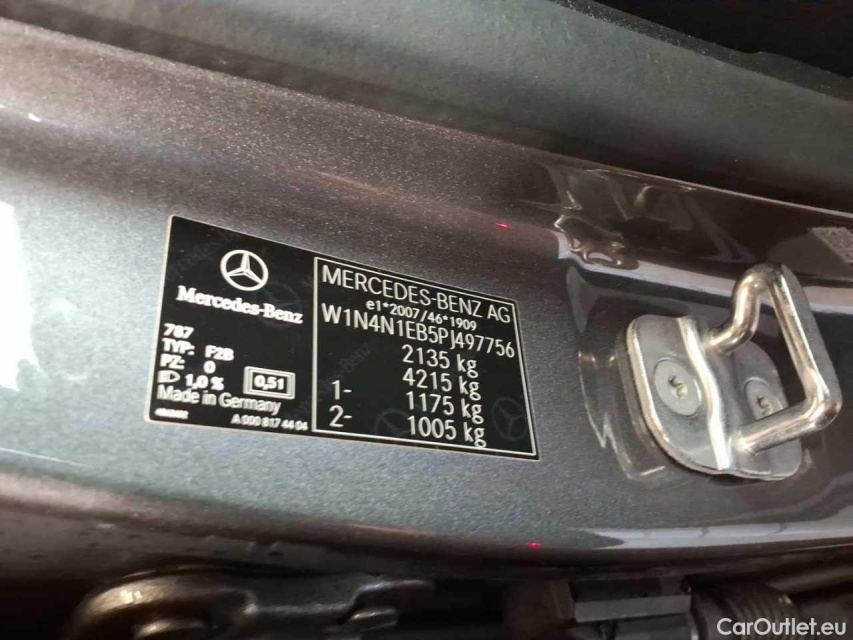 Mercedes-Benz
787
TYP: F2B
PZ: 0
1,0 %
0,51
Made in Germany
A 000 817 44 04
MERCEDES-BENZ AG
e1*2007/46*1909
W1N4N1EB5PJ497756
2135 kg
4215 kg
1- 1175 kg
2- 1005 kg
CarOutlet.eu